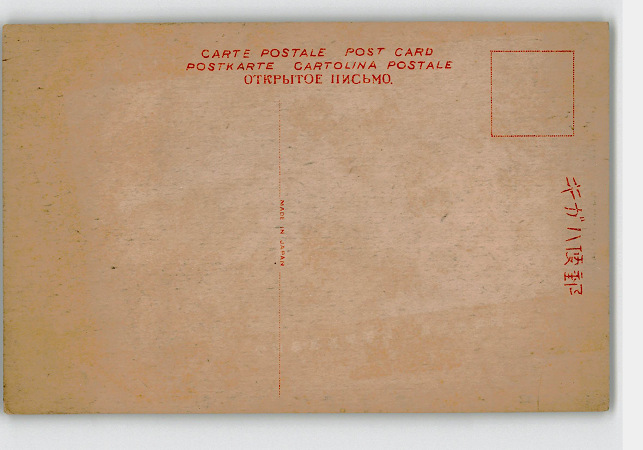 CARTE POSTALE POST CARD
POSTKARTE CARTOLINA POSTALE
ОТКРЫТОЕ ПИСЬМО.
MADE IN JAPAN
郵便ハガキ